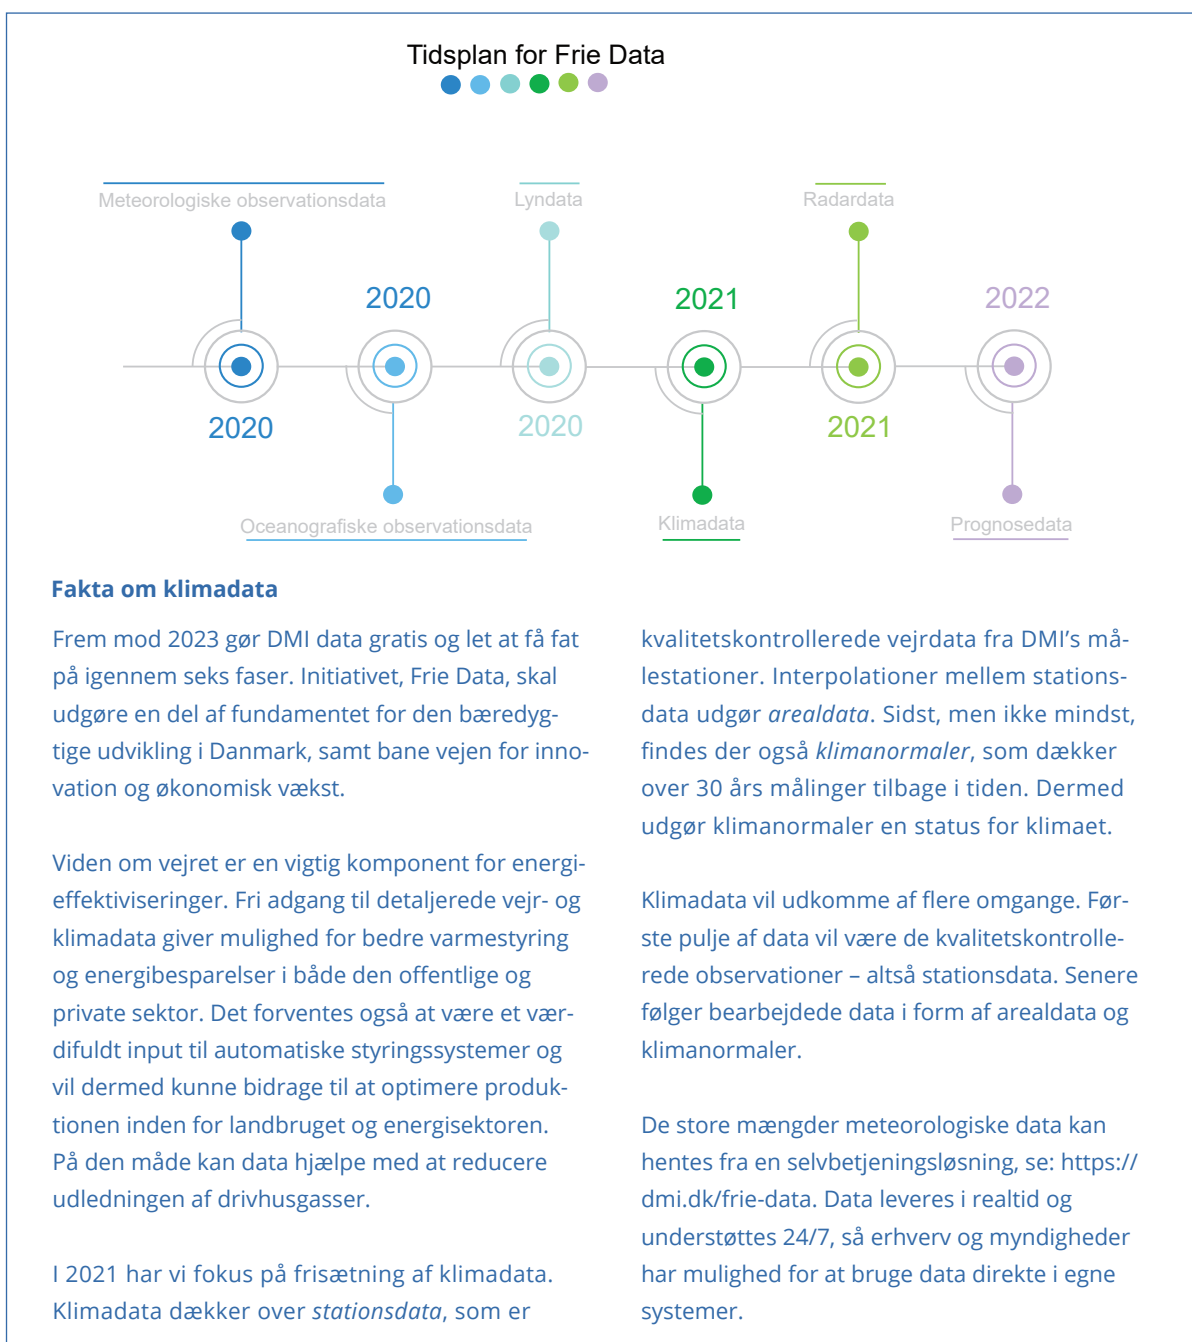 Tidsplan for Frie Data
Meteorologiske observationsdata
Lyndata
Radardata
2020
2021
2022
2020
2020
2021
Oceanografiske observationsdata
Klimadata
Prognosedata
Fakta om klimadata
Frem mod 2023 gør DMI data gratis og let at få fat
på igennem seks faser. Initiativet, Frie Data, skal
udgøre en del af fundamentet for den bæredyg-
tige udvikling i Danmark, samt bane vejen for inno-
vation og økonomisk vækst.
Viden om vejret er en vigtig komponent for energi-
effektiviseringer. Fri adgang til detaljerede vejr- og
klimadata giver mulighed for bedre varmestyring
og energibesparelser i både den offentlige og
private sektor. Det forventes også at være et vær-
difuldt input til automatiske styringssystemer og
vil dermed kunne bidrage til at optimere produk-
tionen inden for landbruget og energisektoren.
På den måde kan data hjælpe med at reducere
udledningen af drivhusgasser.
I 2021 har vi fokus på frisætning af klimadata.
Klimadata dækker over stationsdata, som er
kvalitetskontrollerede vejrdata fra DMI's må-
lestationer. Interpolationer mellem stations-
data udgør arealdata. Sidst, men ikke mindst,
findes der også klimanormaler, som dækker
over 30 års målinger tilbage i tiden. Dermed
udgør klimanormaler en status for klimaet.
Klimadata vil udkomme af flere omgange. Før-
ste pulje af data vil være de kvalitetskontrolle-
rede observationer – altså stationsdata. Senere
følger bearbejdede data i form af arealdata og
klimanormaler.
De store mængder meteorologiske data kan
hentes fra en selvbetjeningsløsning, se: https://
dmi.dk/frie-data. Data leveres i realtid og
understøttes 24/7, så erhverv og myndigheder
har mulighed for at bruge data direkte i egne
systemer.